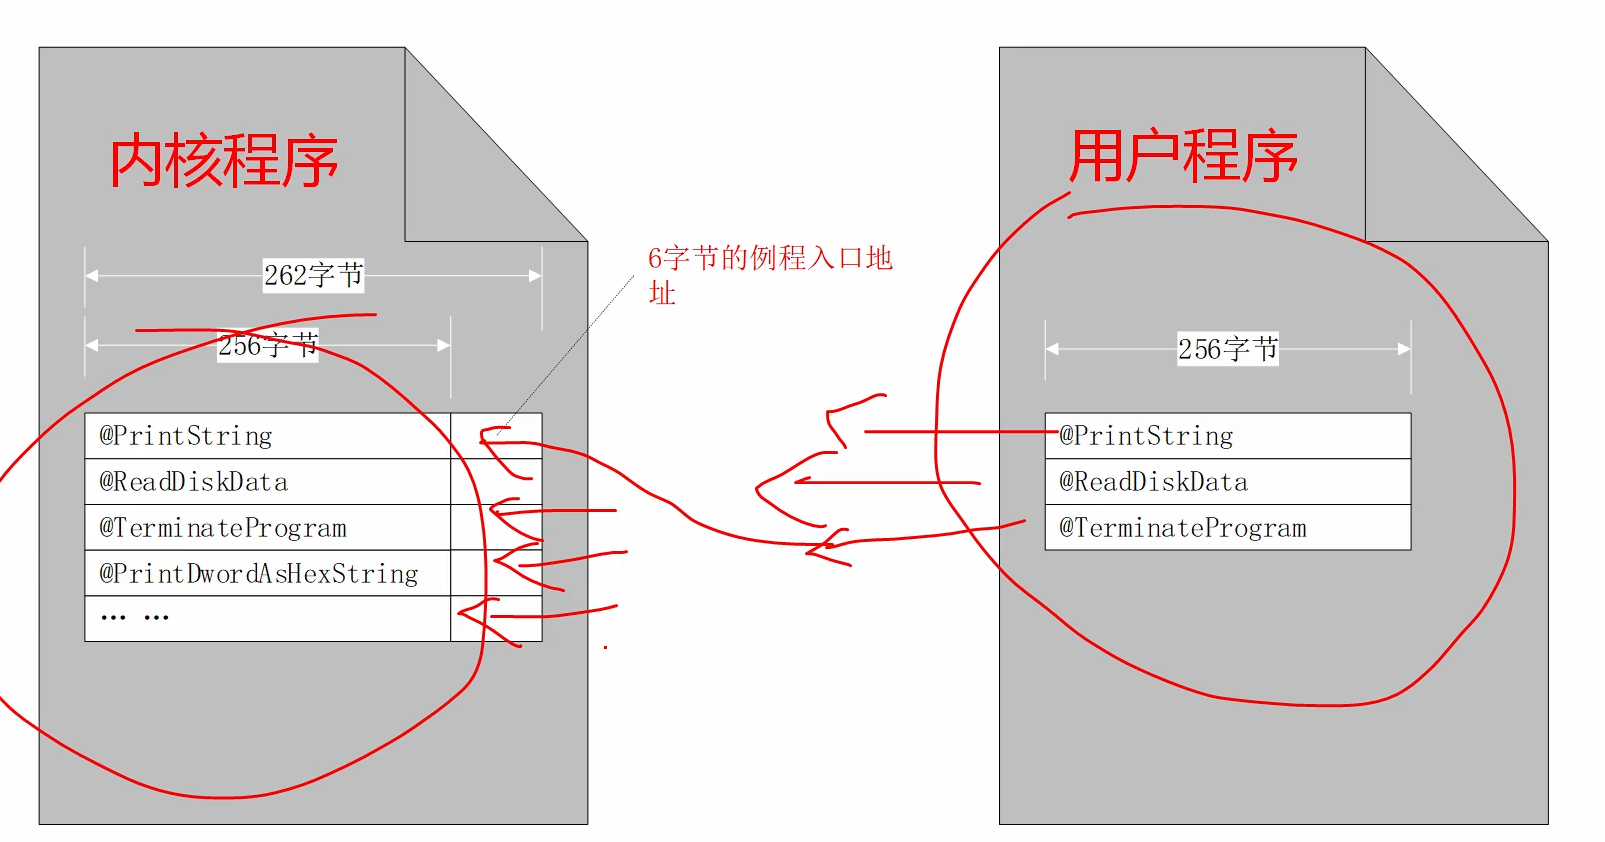 内核程序
用户程序
6字节的例程入口地
址
262字节
256字节
256字节
@PrintString
@ReadDiskData
@TerminateProgram
@PrintDwordAsHexString
… …
@PrintString
@ReadDiskData
@TerminateProgram